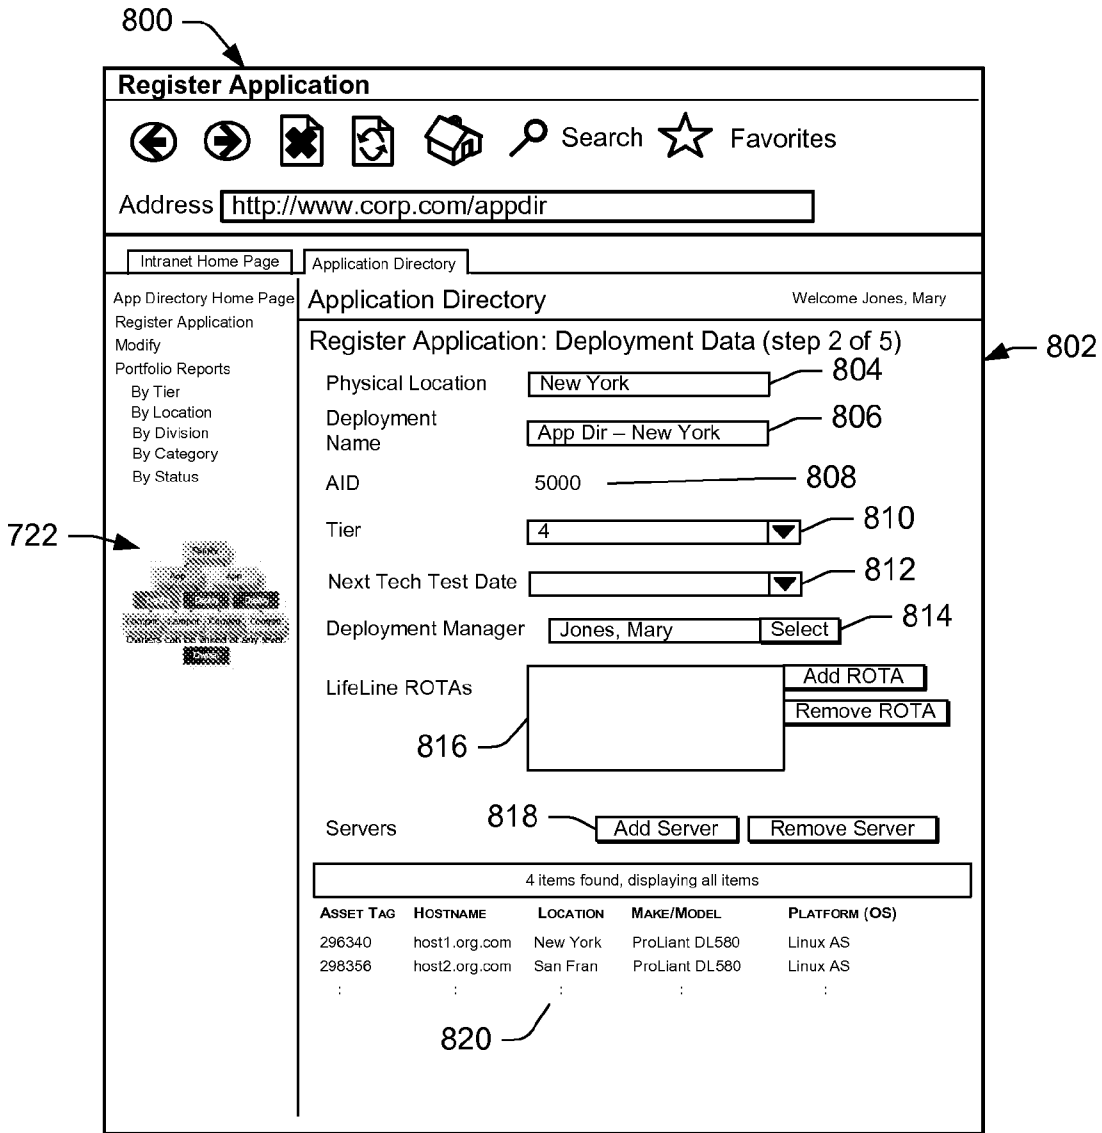 800
Register Application
Search Favorites
Address http://www.corp.com/appdir
Intranet Home Page Application Directory
App Directory Home Page
Register Application
Modify
Portfolio Reports
By Tier
By Location
By Division
By Category
By Status
722
Application Directory Welcome Jones, Mary
Register Application: Deployment Data (step 2 of 5) 802
Physical Location New York 804
Deployment
Name App Dir – New York 806
AID 5000 808
Tier 4 810
Next Tech Test Date 812
Deployment Manager Jones, Mary Select 814
LifeLine ROTAs Add ROTA
Remove ROTA
816
Servers 818 Add Server Remove Server
4 items found, displaying all items
ASSET TAG HOSTNAME LOCATION MAKE/MODEL PLATFORM (OS)
296340 host1.org.com New York ProLiant DL580 Linux AS
298356 host2.org.com San Fran ProLiant DL580 Linux AS
: : : : :
820